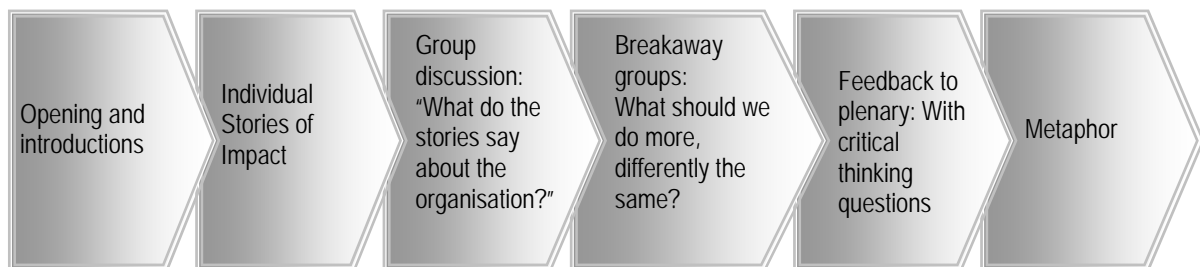 Opening and
introductions
Individual
Stories of
Impact
Group
discussion:
"What do the
stories say
about the
organisation?"
Breakaway
groups:
What should we
do more,
differently the
same?
Feedback to
plenary: With
critical
thinking
questions
Metaphor